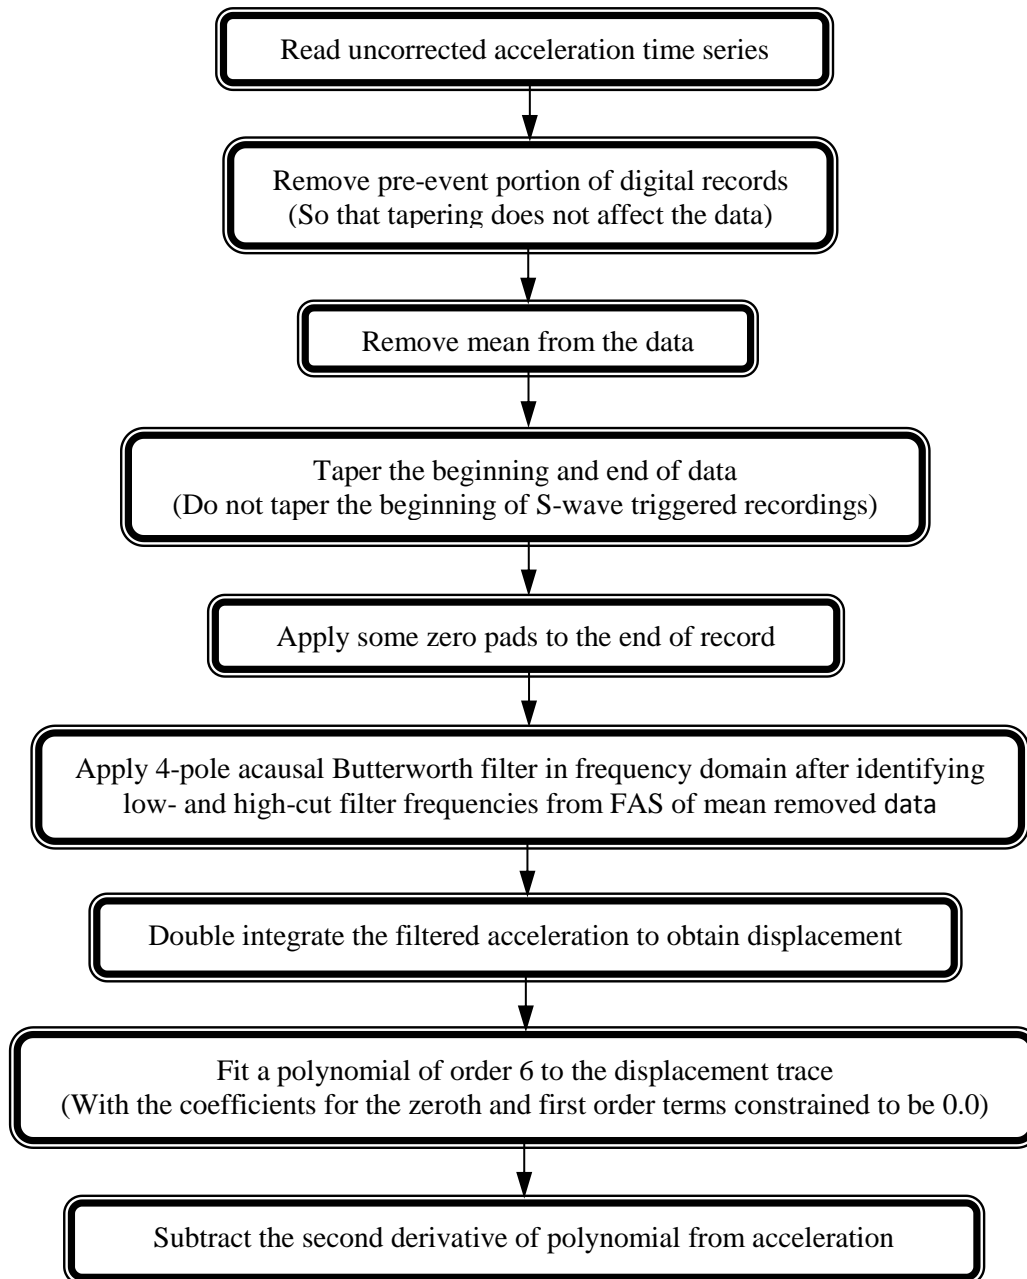 Read uncorrected acceleration time series
Remove pre-event portion of digital records
(So that tapering does not affect the data)
Remove mean from the data
Taper the beginning and end of data
(Do not taper the beginning of S-wave triggered recordings)
Apply some zero pads to the end of record
Apply 4-pole acausal Butterworth filter in frequency domain after identifying
low- and high-cut filter frequencies from FAS of mean removed data
Double integrate the filtered acceleration to obtain displacement
Fit a polynomial of order 6 to the displacement trace
(With the coefficients for the zeroth and first order terms constrained to be 0.0)
Subtract the second derivative of polynomial from acceleration